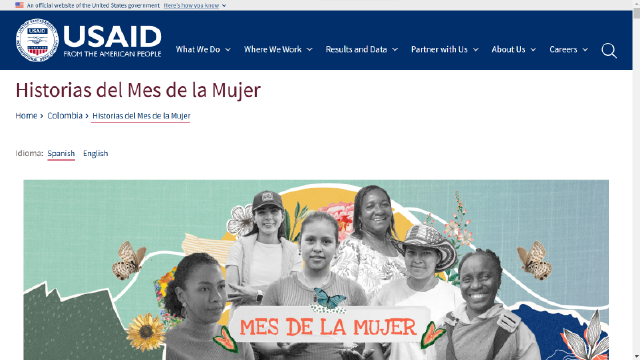 An official website of the United States government Here's how you know
USAID
FROM THE AMERICAN PEOPLE
What We Do
Where We Work
Results and Data
Partner with Us
About Us
Careers
Historias del Mes de la Mujer
Home > Colombia > Historias del Mes de la Mujer
Idioma: Spanish English
MES DE LA MUJER